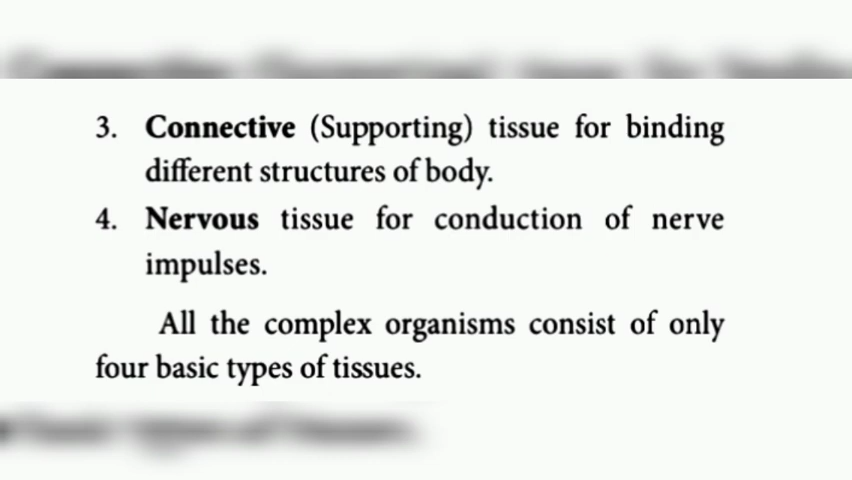 3. Connective (Supporting) tissue for binding
different structures of body.
4. Nervous tissue for conduction of nerve
impulses.
All the complex organisms consist of only
four basic types of tissues.